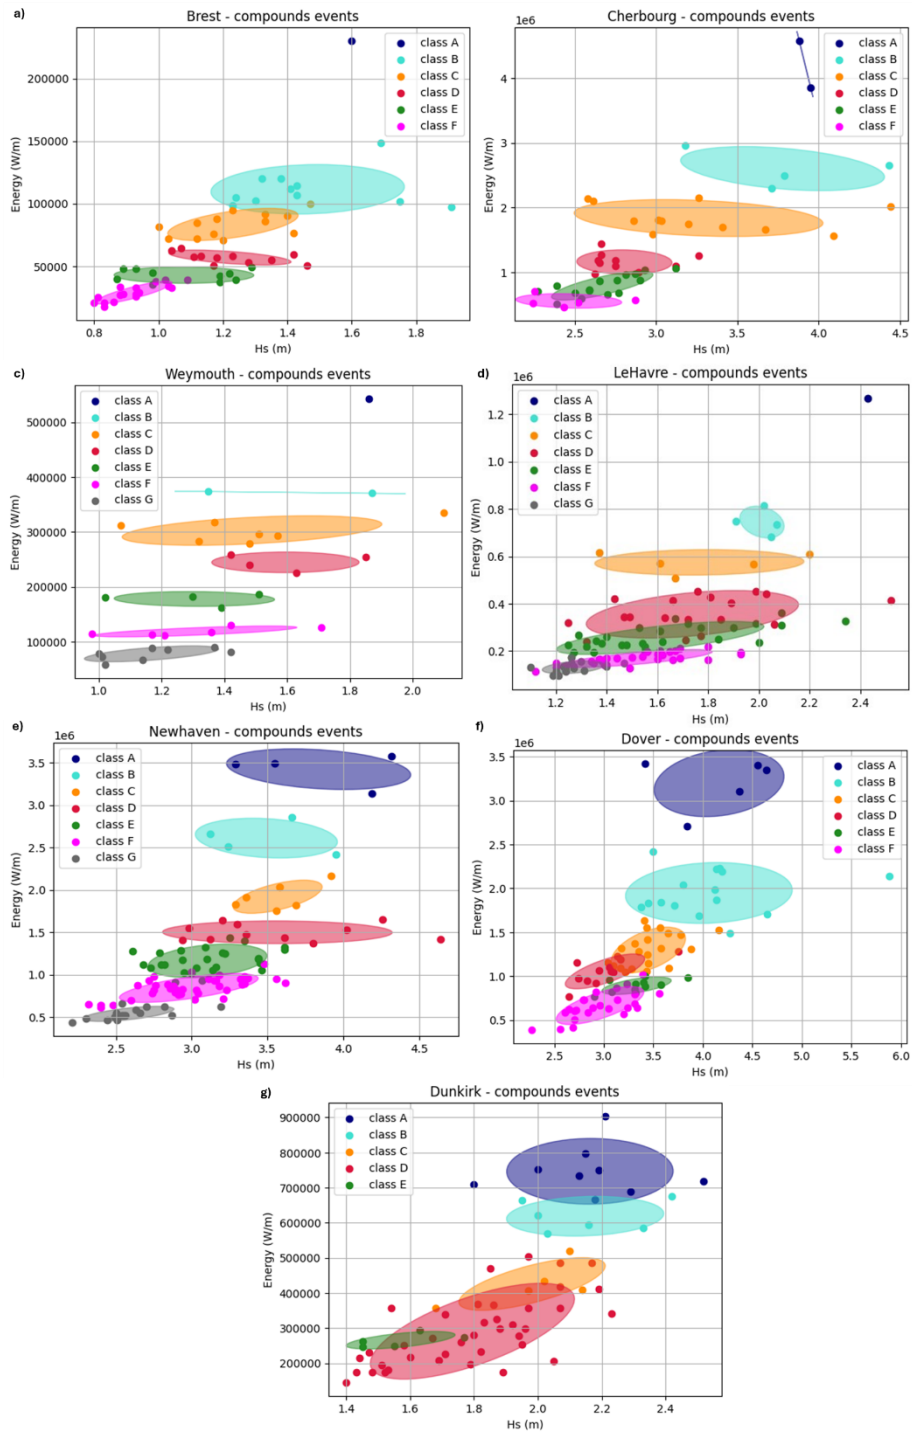 a)
Brest - compounds events
Energy (W/m)
200000
150000
100000
50000
0.8 1.0 1.2 1.4 1.6 1.8
Hs (m)
class A
class B
class C
class D
class E
class F
Cherbourg - compounds events
1e6
Energy (W/m)
4
3
2
1
2.5 3.0 3.5 4.0 4.5
Hs (m)
class A
class B
class C
class D
class E
class F
c)
Weymouth - compounds events
Energy (W/m)
500000
400000
300000
200000
100000
1.0 1.2 1.4 1.6 1.8 2.0
Hs (m)
class A
class B
class C
class D
class E
class F
class G
d)
LeHavre - compounds events
1e6
Energy (W/m)
1.2
1.0
0.8
0.6
0.4
0.2
1.2 1.4 1.6 1.8 2.0 2.2 2.4
Hs (m)
class A
class B
class C
class D
class E
class F
class G
e)
Newhaven - compounds events
1e6
Energy (W/m)
3.5
3.0
2.5
2.0
1.5
1.0
0.5
2.5 3.0 3.5 4.0 4.5
Hs (m)
class A
class B
class C
class D
class E
class F
class G
f)
Dover - compounds events
1e6
Energy (W/m)
3.5
3.0
2.5
2.0
1.5
1.0
0.5
2.5 3.0 3.5 4.0 4.5 5.0 5.5 6.0
Hs (m)
class A
class B
class C
class D
class E
class F
g)
Dunkirk - compounds events
Energy (W/m)
900000
800000
700000
600000
500000
400000
300000
200000
1.4 1.6 1.8 2.0 2.2 2.4
Hs (m)
class A
class B
class C
class D
class E